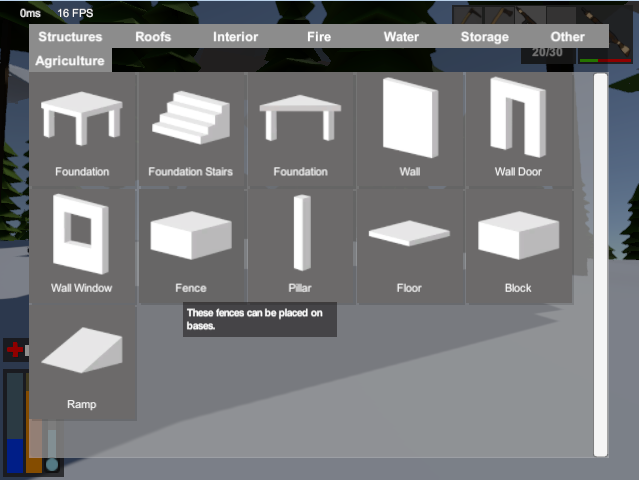 0ms 16 FPS
Structures Roofs Interior Fire Water Storage Other
20/30
Agriculture
Foundation Foundation Stairs Foundation Wall Wall Door
Wall Window Fence Pillar Floor Block
These fences can be placed on
bases.
Ramp